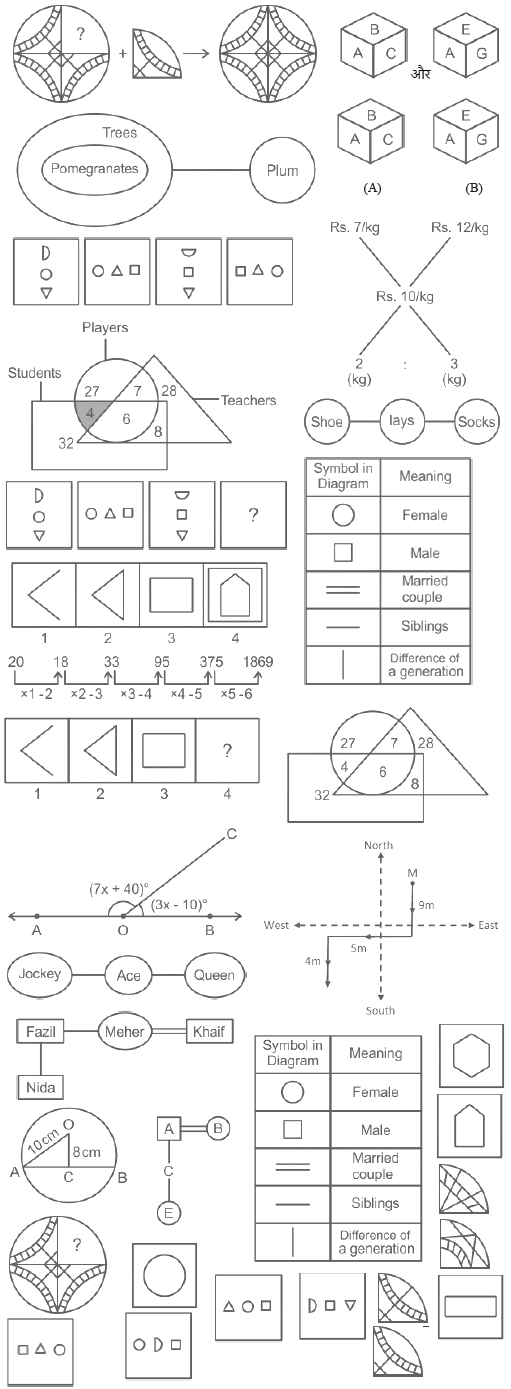 ?
+
B
A C
और
E
A G
B
A C
E
A G
(A) (B)
Trees
Pomegranates
Plum
Rs. 7/kg Rs. 12/kg
Rs. 10/kg
2 : 3
(kg) (kg)
Players
Students
Teachers
27 7 28
4 6
8
32
Shoe lays Socks
?
Symbol in Diagram Meaning
Female
Male
Married couple
Siblings
Difference of a generation
1 2 3 4
20 18 33 95 375 1869
×1-2 ×2-3 ×3-4 ×4-5 ×5-6
?
1 2 3 4
27 7 28
4 6
8
32
C
(7x + 40)°
(3x - 10)°
A O B
North
M
9m
West East
5m
4m
South
Jockey Ace Queen
Fazil Meher Khaif
Nida
Symbol in Diagram Meaning
Female
Male
Married couple
Siblings
Difference of a generation
O
10cm
8cm
A C B
A B
C
E
?